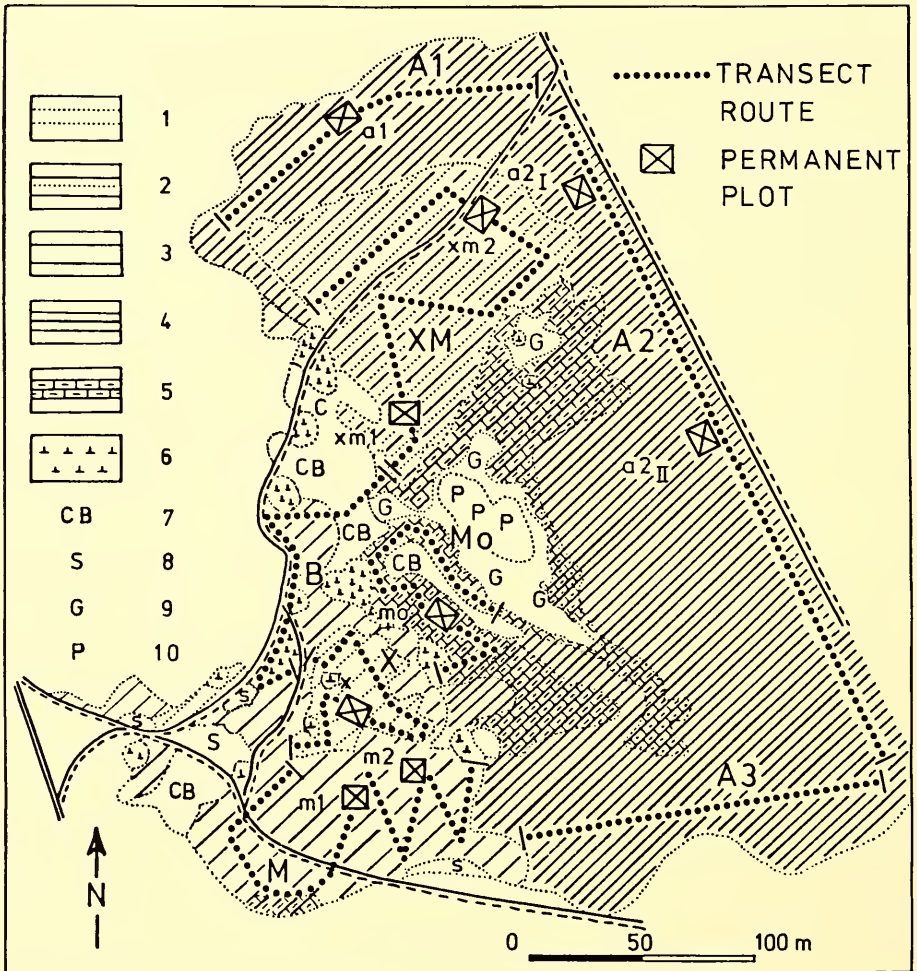 TRANSECT
ROUTE
PERMANENT
PLOT
1
2
3
4
5
6
CB 7
S 8
G 9
P 10
A1
a1
a2 I
xm2
XM
A2
G
C
xm1
CB
G
a2 II
P
P
P
G
CB
Mo
B
CB
G
G
mo
X
x
S
S
S
m2
CB
m1
A3
M
S
N
0 50 100 m